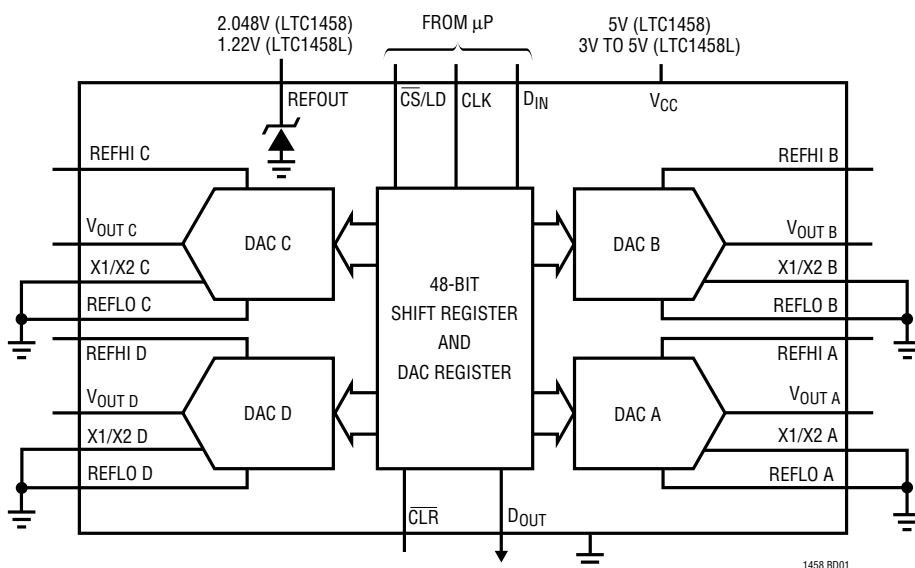 2.048V (LTC1458)
1.22V (LTC1458L)
FROM µP
5V (LTC1458)
3V TO 5V (LTC1458L)
REFOUT
CS/LD
CLK
DIN
VCC
REFHI C
REFHI B
VOUT C
DAC C
DAC B
VOUT B
X1/X2 C
X1/X2 B
REFLO C
REFLO B
48-BIT
SHIFT REGISTER
AND
DAC REGISTER
REFHI D
REFHI A
VOUT D
DAC D
DAC A
VOUT A
X1/X2 D
X1/X2 A
REFLO D
REFLO A
CLR
DOUT
1458 BD01